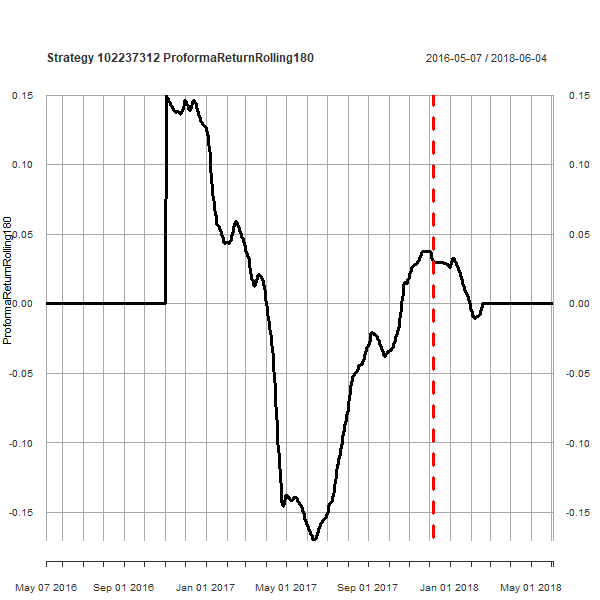 Strategy 102237312 ProformaReturnRolling180 2016-05-07 / 2018-06-04
0.15 0.15
0.10 0.10
0.05 0.05
ProformaReturnRolling180
0.00 0.00
-0.05 -0.05
-0.10 -0.10
-0.15 -0.15
May 07 2016 Sep 01 2016 Jan 01 2017 May 01 2017 Sep 01 2017 Jan 01 2018 May 01 2018